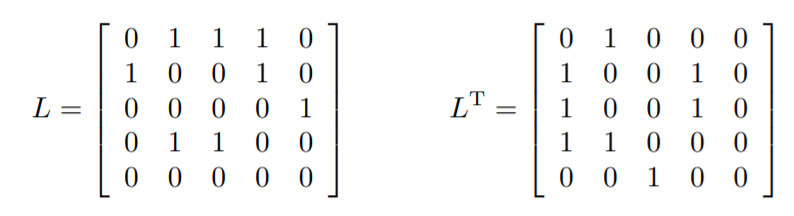 0 1 1 1 0 0 1 0 0 0
1 0 0 1 0 1 0 0 1 0
L = 0 0 0 0 1 Lᵀ = 1 0 0 1 0
0 1 1 0 0 1 1 0 0 0
0 0 0 0 0 0 0 1 0 0